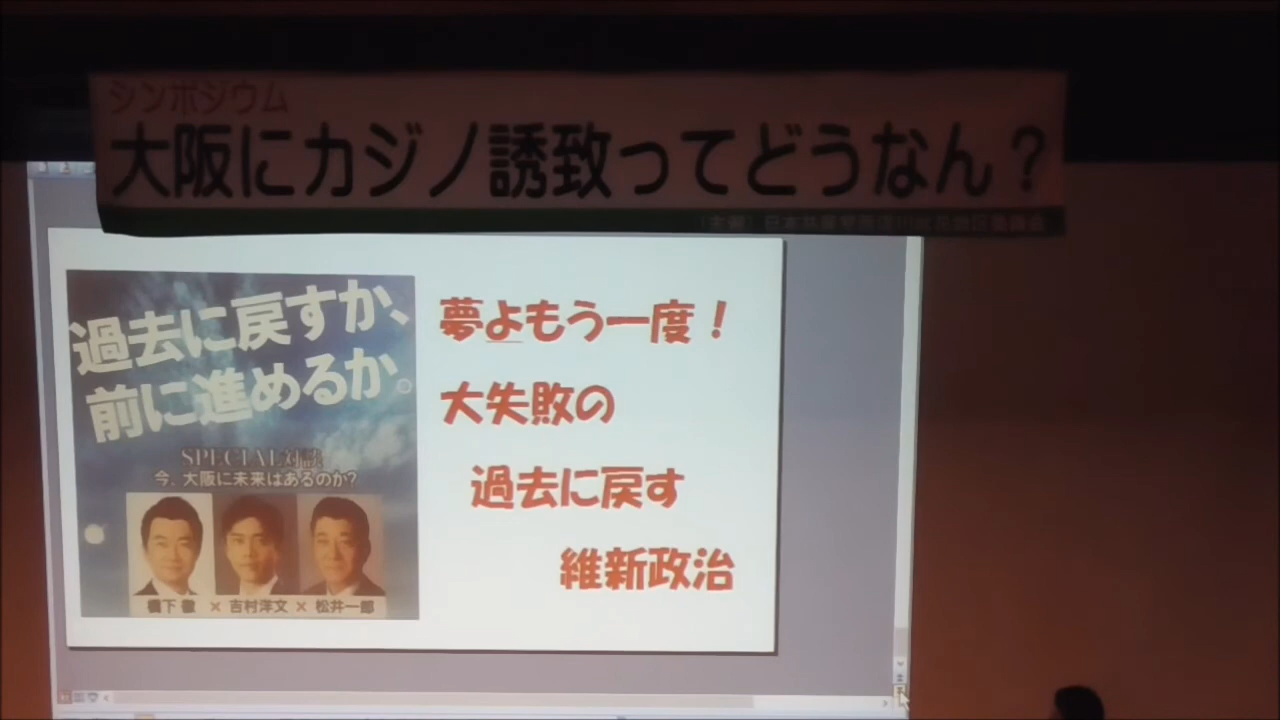 シンポジウム
大阪にカジノ誘致ってどうなん？
過去に戻すか、
前に進めるか。
SPECIAL対談
今、大阪に未来はあるのか?
橋下 徹 × 吉村洋文 × 松井一郎
夢よもう一度！
大失敗の
過去に戻す
維新政治